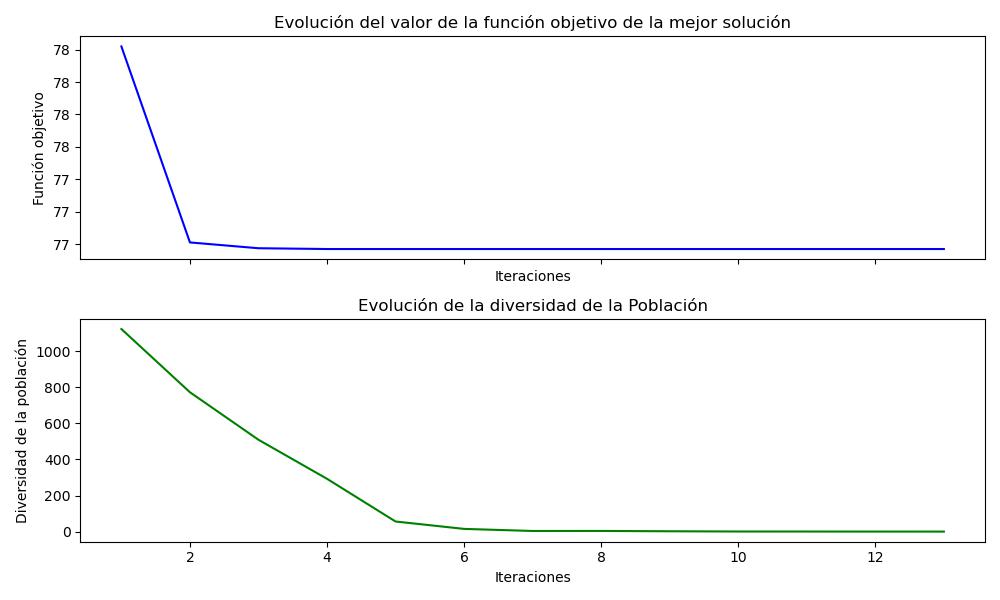 Evolución del valor de la función objetivo de la mejor solución
Función objetivo
78
78
78
78
77
77
77
Iteraciones
Evolución de la diversidad de la Población
Diversidad de la población
1000
800
600
400
200
0
2 4 6 8 10 12
Iteraciones